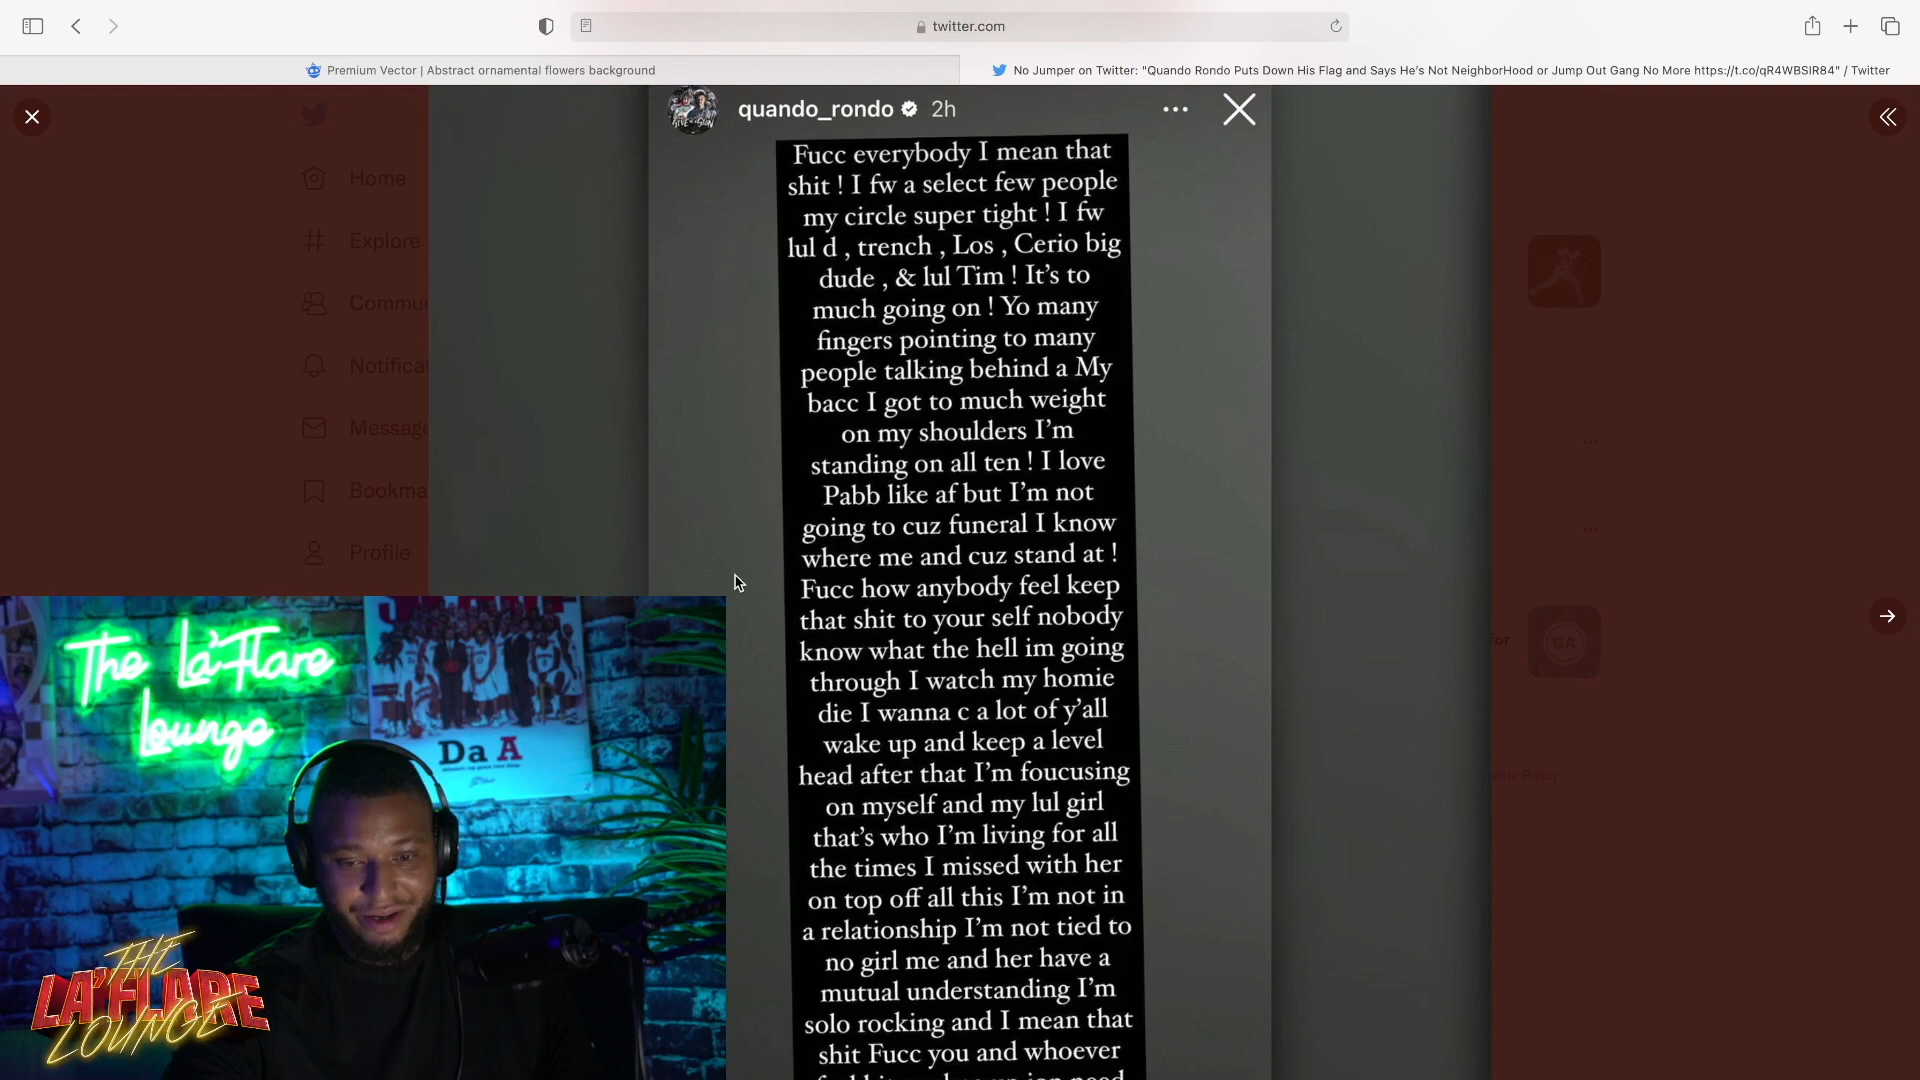 twitter.com
Premium Vector | Abstract ornamental flowers background
No Jumper on Twitter: "Quando Rondo Puts Down His Flag and Says He's Not NeighborHood or Jump Out Gang No More https://t.co/qR4WBSlR84" / Twitter
quando_rondo 2h
Home
Explore
Commun
Notificat
Message
Bookma
Profile
Fucc everybody I mean that
shit ! I fw a select few people
my circle super tight ! I fw
lul d , trench , Los , Cerio big
dude , & lul Tim ! It's to
much going on ! Yo many
fingers pointing to many
people talking behind a My
bacc I got to much weight
on my shoulders I'm
standing on all ten ! I love
Pabb like af but I'm not
going to cuz funeral I know
where me and cuz stand at !
Fucc how anybody feel keep
that shit to your self nobody
know what the hell im going
through I watch my homie
die I wanna c a lot of y'all
wake up and keep a level
head after that I'm foucusing
on myself and my lul girl
that's who I'm living for all
the times I missed with her
on top off all this I'm not in
a relationship I'm not tied to
no girl me and her have a
mutual understanding I'm
solo rocking and I mean that
shit Fucc you and whoever
for
GA
okie Policy
The La'Flare
Lounge
Da A
THE
LA'FLARE
LOUNGE